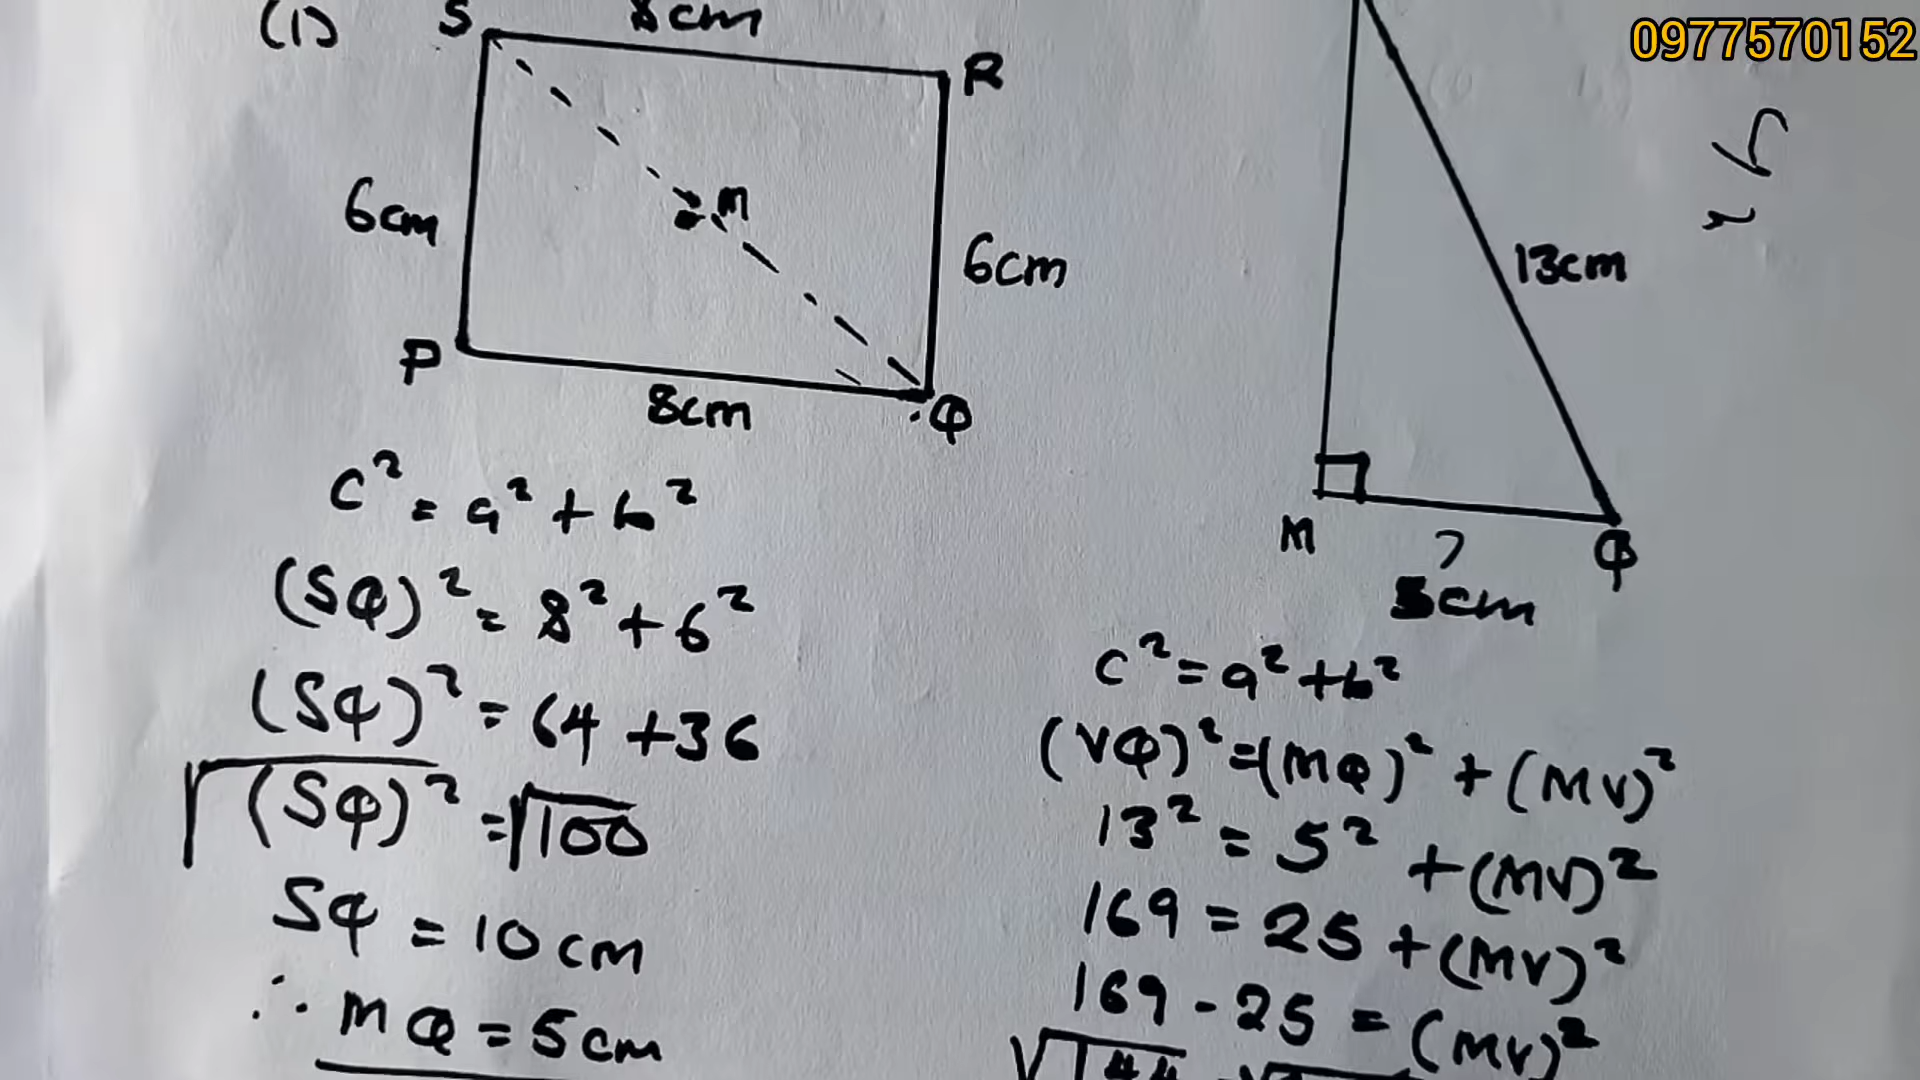 0977570152
(1) S 8cm
R
6cm
M
6cm
P
8cm
Q
c² = a² + b²
(SQ)² = 8² + 6²
(SQ)² = 64 + 36
√(SQ)² = √100
SQ = 10cm
∴ MQ = 5cm
13cm
M
Q
5cm
c² = a² + b²
(VQ)² = (MQ)² + (MV)²
13² = 5² + (MV)²
169 = 25 + (MV)²
169 - 25 = (MV)²
√144